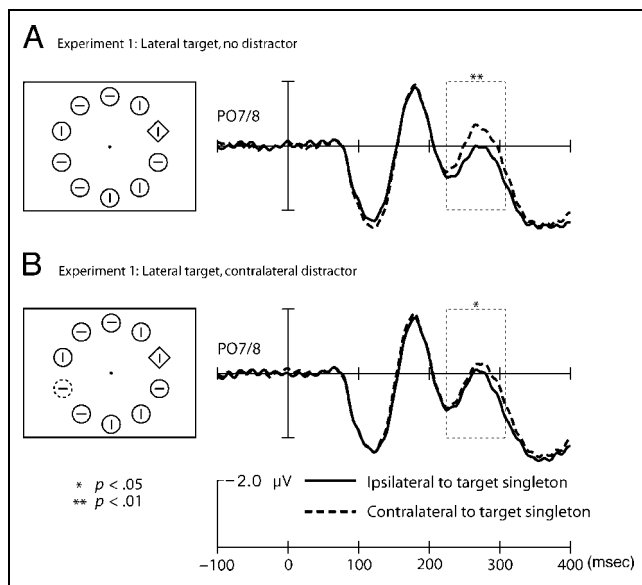 A Experiment 1: Lateral target, no distractor
PO7/8
**
B Experiment 1: Lateral target, contralateral distractor
PO7/8
*
* p < .05
** p < .01
−2.0 μV
Ipsilateral to target singleton
Contralateral to target singleton
−100 0 100 200 300 400 (msec)